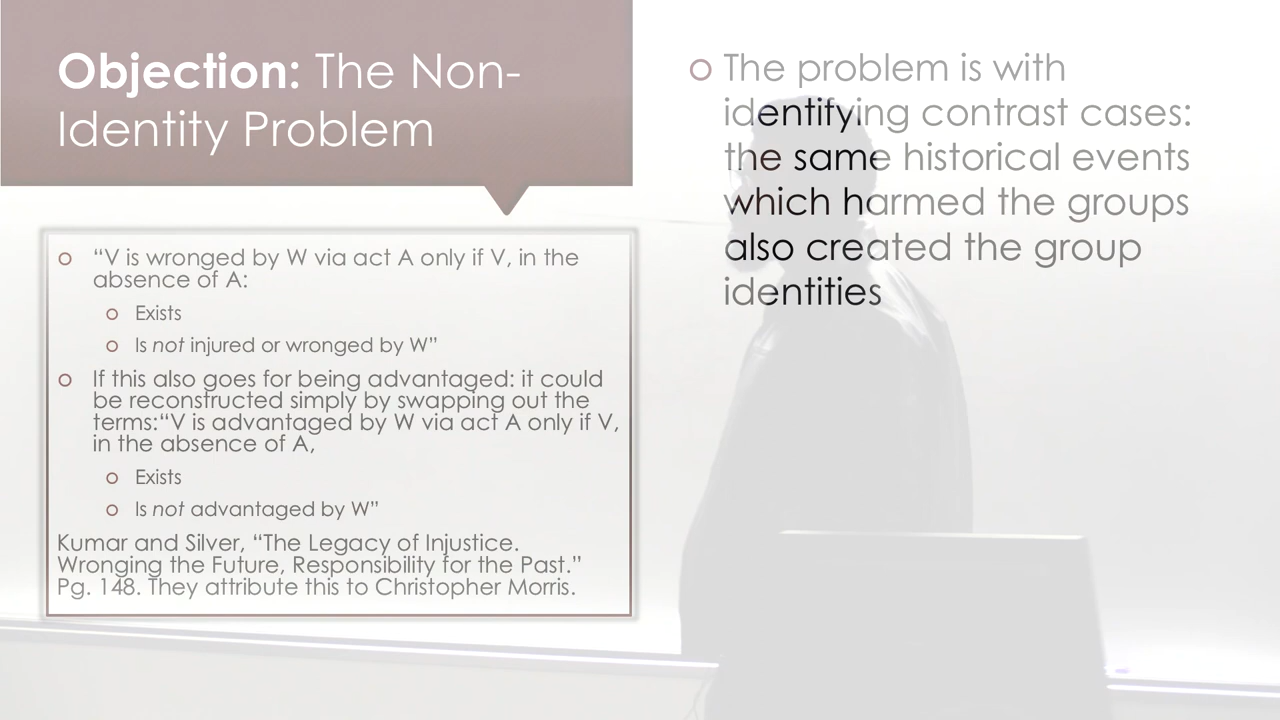 Objection: The Non-
Identity Problem
“V is wronged by W via act A only if V, in the
absence of A:
Exists
Is not injured or wronged by W”
If this also goes for being advantaged: it could
be reconstructed simply by swapping out the
terms:“V is advantaged by W via act A only if V,
in the absence of A,
Exists
Is not advantaged by W”
Kumar and Silver, “The Legacy of Injustice.
Wronging the Future, Responsibility for the Past.”
Pg. 148. They attribute this to Christopher Morris.
The problem is with
identifying contrast cases:
the same historical events
which harmed the groups
also created the group
identities